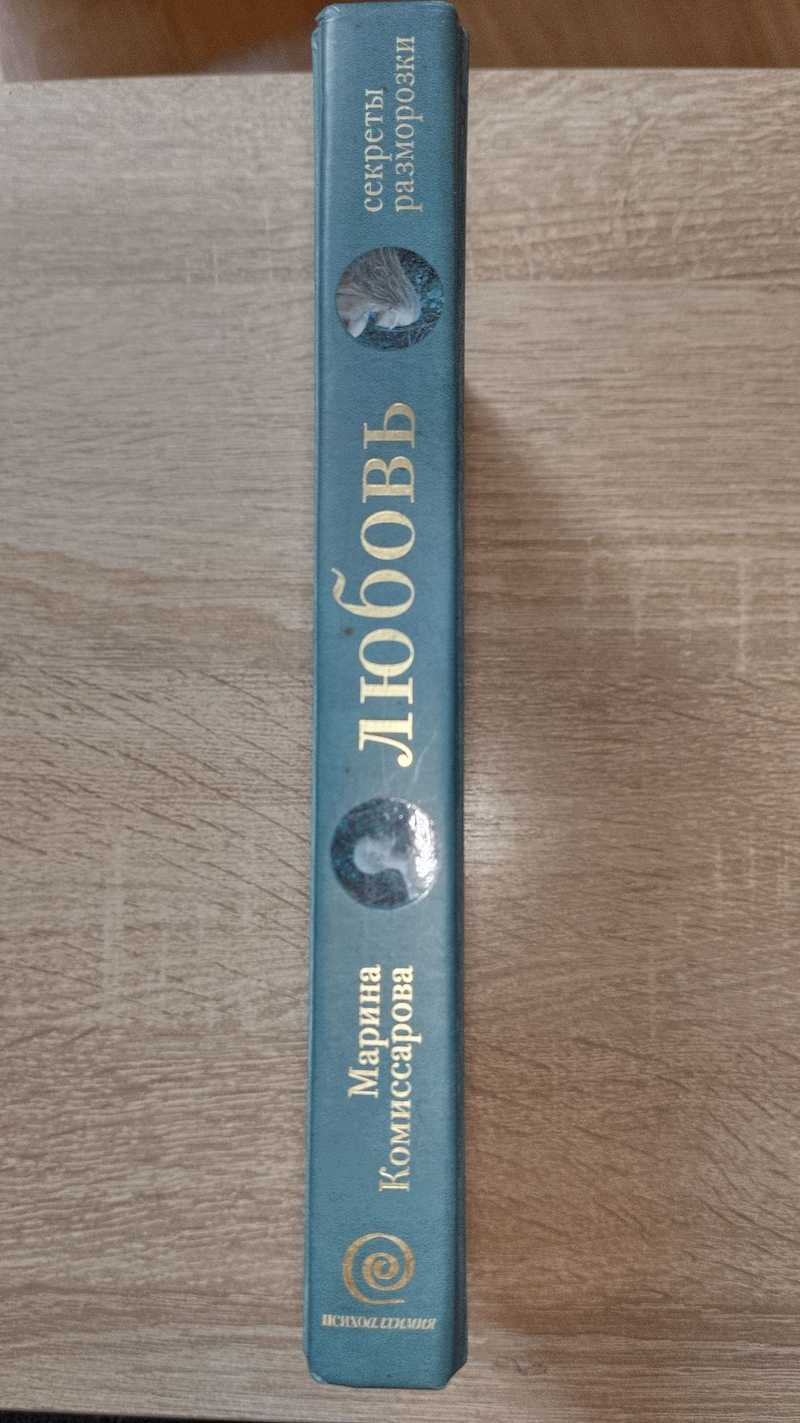 Марина
Комиссарова
ЛЮБОВЬ
секреты
разморозки
ПСИХОАЛХИМИЯ